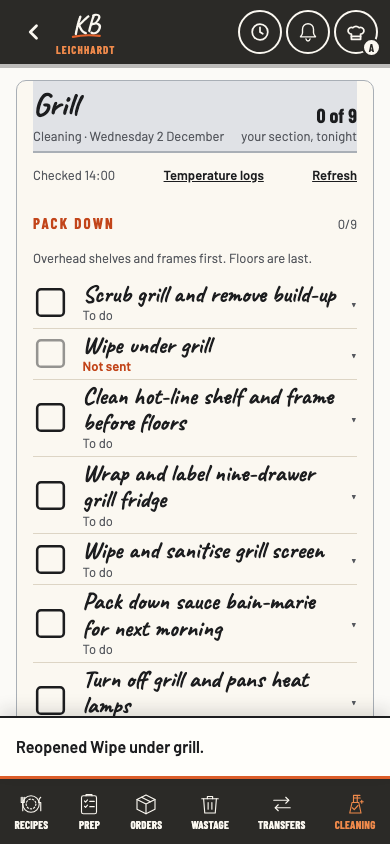 KB
LEICHHARDT
A
Grill
0 of 9
Cleaning · Wednesday 2 December
your section, tonight
Checked 14:00
Temperature logs
Refresh
PACK DOWN
0/9
Overhead shelves and frames first. Floors are last.
Scrub grill and remove build-up
To do
Wipe under grill
Not sent
Clean hot-line shelf and frame
before floors
To do
Wrap and label nine-drawer
grill fridge
To do
Wipe and sanitise grill screen
To do
Pack down sauce bain-marie
for next morning
To do
Turn off grill and pans heat
lamps
Reopened Wipe under grill.
RECIPES
PREP
ORDERS
WASTAGE
TRANSFERS
CLEANING